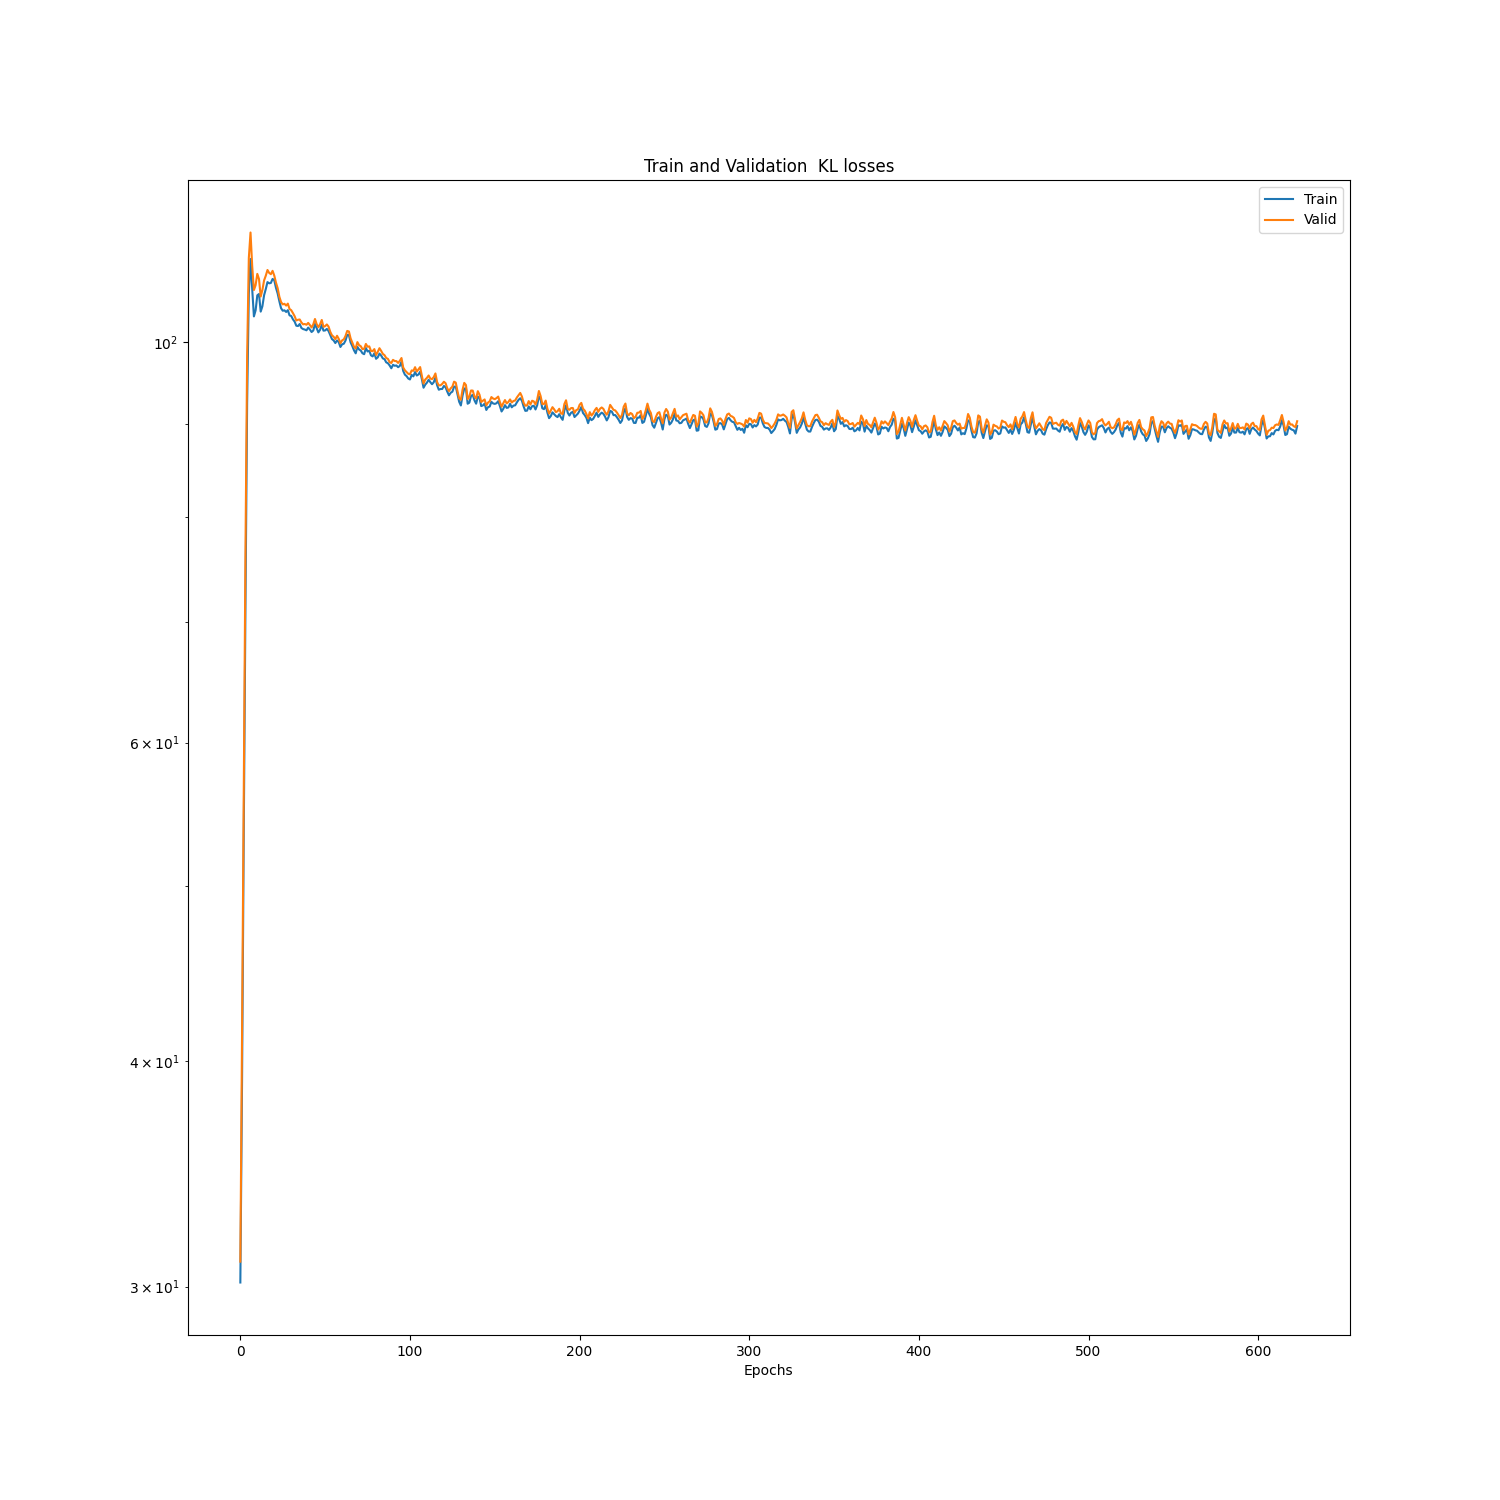 Train and Validation  KL losses
Train
Valid
10²
6 × 10¹
4 × 10¹
3 × 10¹
0 100 200 300 400 500 600
Epochs